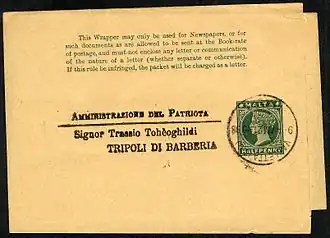 This Wrapper may only be used for Newspapers, or for
such documents as are allowed to be sent at the Book-rate
of postage, and must not enclose any letter or communication
of the nature of a letter (whether separate or otherwise).
If this rule be infringed, the packet will be charged as a letter.
AMMINISTRAZIONE DEL PATRIOTA
Signor Trassio Tohèoghildi
TRIPOLI DI BARBERIA
MALTA
HALFPENNY